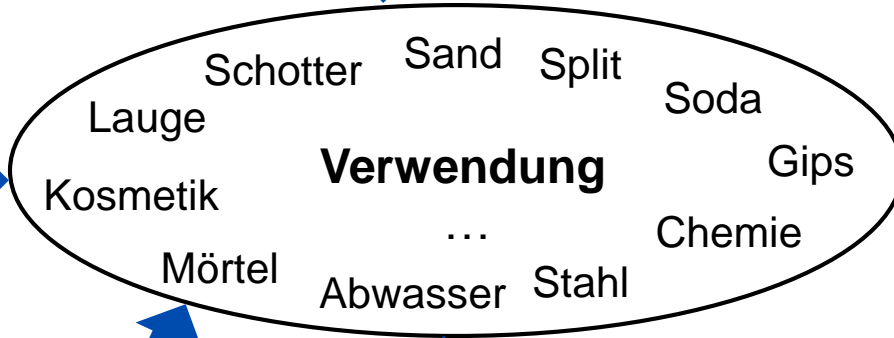 Schotter Sand Split
Soda
Lauge
Verwendung
Gips
Kosmetik
…
Chemie
Mörtel
Abwasser Stahl